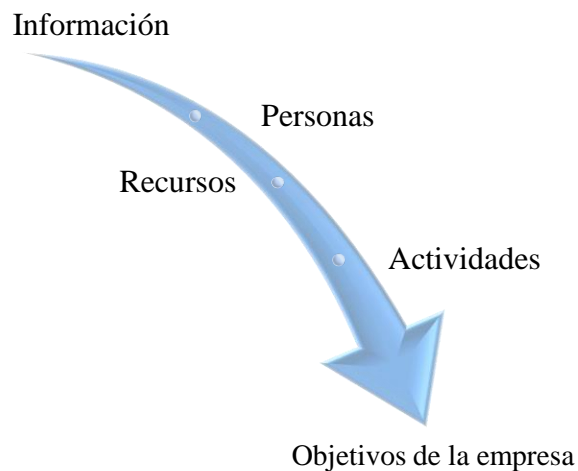 Información
Personas
Recursos
Actividades
Objetivos de la empresa